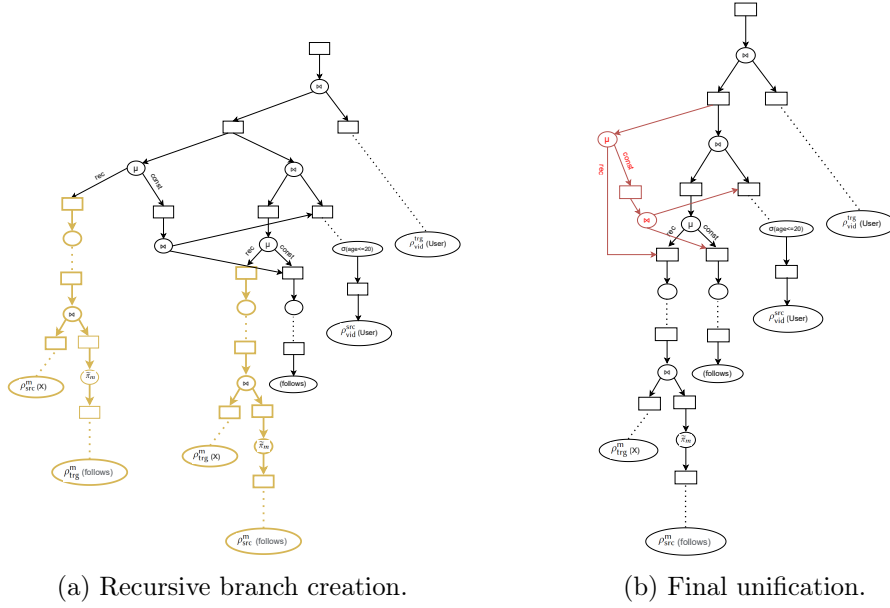 ⋈
⋈
μ
⋈
⋈
rec
const
μ
rec
const
μ
⋈
rec
const
⋈
σ(age<=20)
ρ^trg_vid (User)
⋈
μ
rec
const
σ(age<=20)
ρ^trg_vid (User)
⋈
ρ^src_vid (User)
ρ^src_vid (User)
π̃_m
ρ^m_src (X)
⋈
(follows)
⋈
(follows)
ρ^m_trg (X)
π̃_m
ρ^m_trg (X)
π̃_m
ρ^m_trg (follows)
ρ^m_src (follows)
ρ^m_src (follows)
(a) Recursive branch creation.
(b) Final unification.